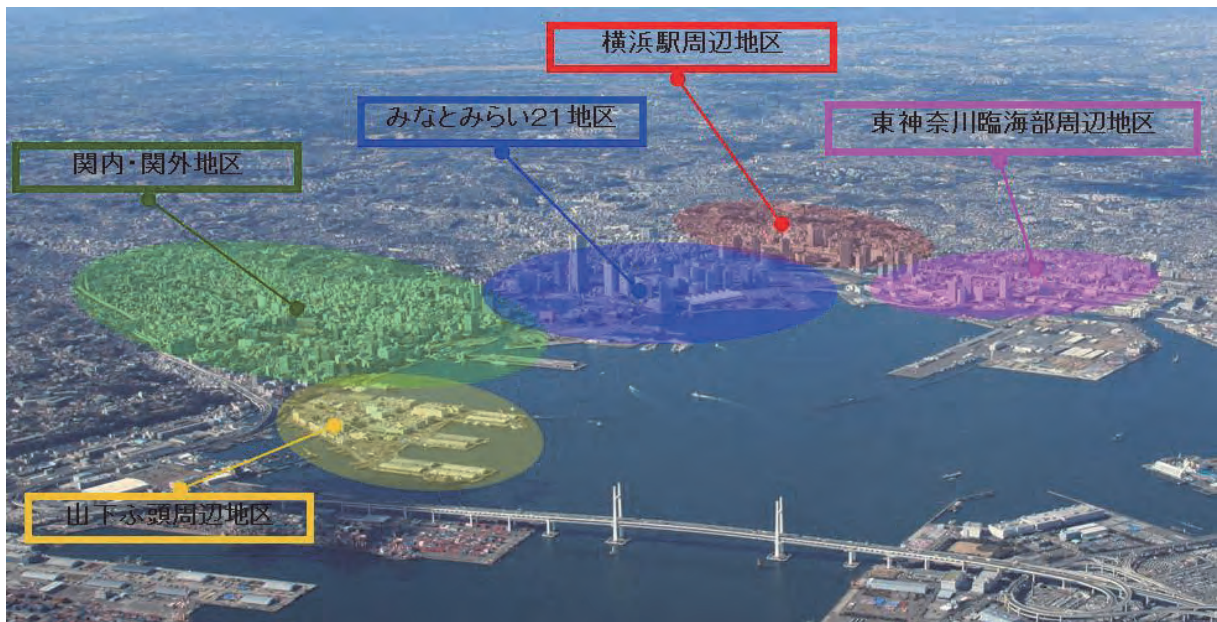 横浜駅周辺地区
みなとみらい21地区
東神奈川臨海部周辺地区
関内・関外地区
山下ふ頭周辺地区